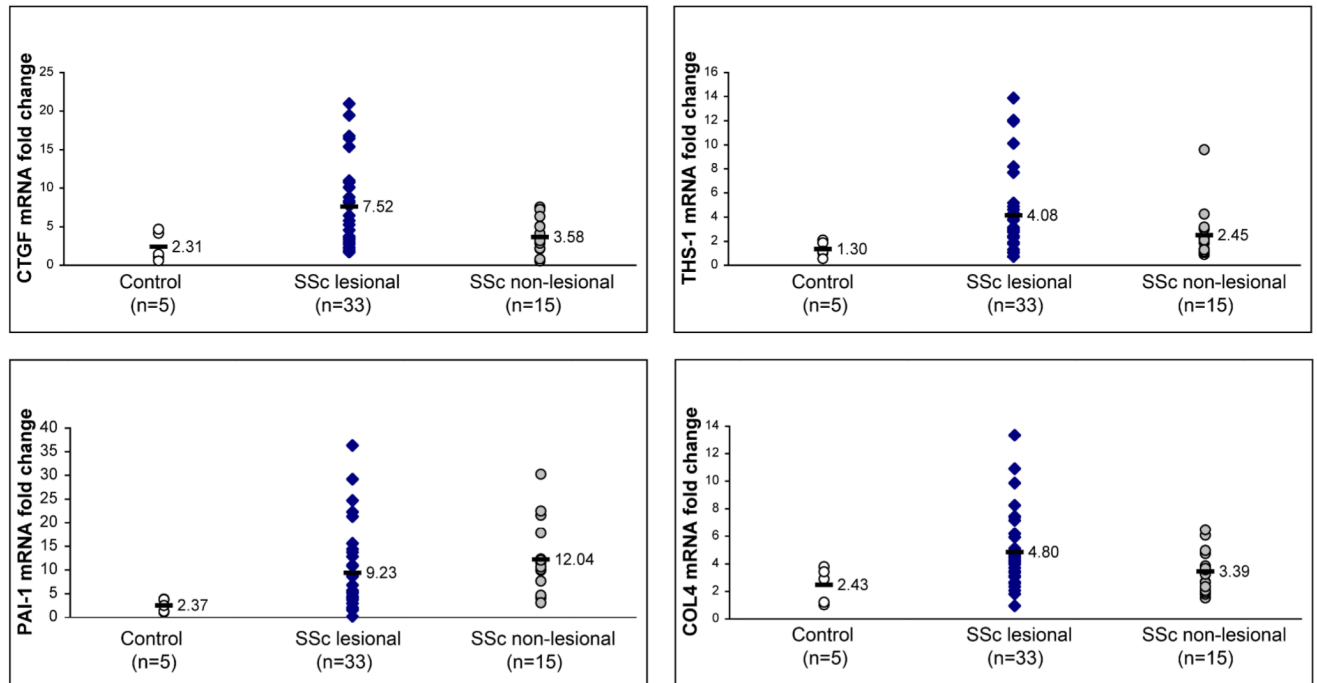 CTGF mRNA fold change
25
20
15
10
5
0
2.31
7.52
3.58
Control
(n=5)
SSc lesional
(n=33)
SSc non-lesional
(n=15)
THS-1 mRNA fold change
16
14
12
10
8
6
4
2
0
1.30
4.08
2.45
Control
(n=5)
SSc lesional
(n=33)
SSc non-lesional
(n=15)
PAI-1 mRNA fold change
40
35
30
25
20
15
10
5
0
2.37
9.23
12.04
Control
(n=5)
SSc lesional
(n=33)
SSc non-lesional
(n=15)
COL4 mRNA fold change
14
12
10
8
6
4
2
0
2.43
4.80
3.39
Control
(n=5)
SSc lesional
(n=33)
SSc non-lesional
(n=15)